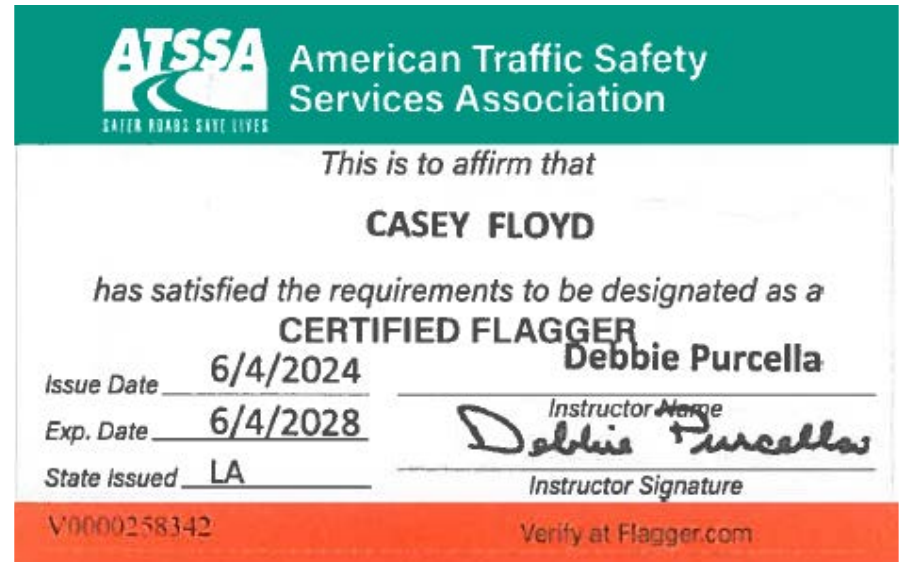 ATSSA
SAFER ROADS SAVE LIVES
American Traffic Safety
Services Association
This is to affirm that
CASEY FLOYD
has satisfied the requirements to be designated as a
CERTIFIED FLAGGER
Debbie Purcella
Issue Date 6/4/2024
Instructor Name
Exp. Date 6/4/2028
Debbie Purcella
State Issued LA
Instructor Signature
V0000258342
Verify at Flagger.com